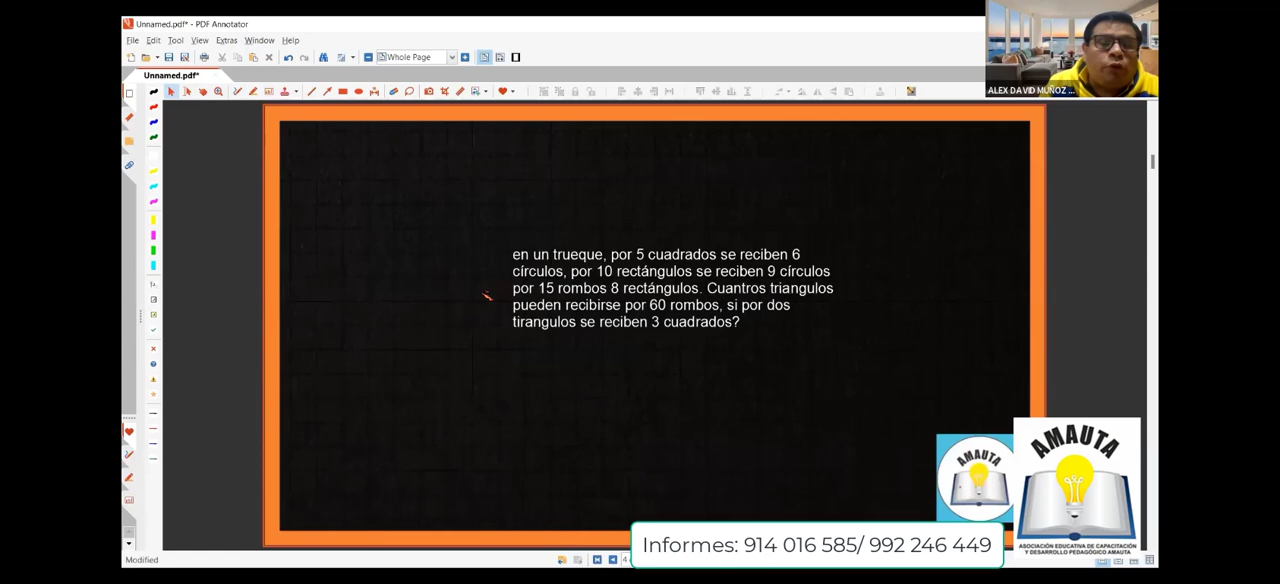 Unnamed.pdf* - PDF Annotator
File Edit Tool View Extras Window Help
Whole Page
Unnamed.pdf*
ALEX DAVID MUÑOZ ...
en un trueque, por 5 cuadrados se reciben 6
círculos, por 10 rectángulos se reciben 9 círculos
por 15 rombos 8 rectángulos. Cuantros triangulos
pueden recibirse por 60 rombos, si por dos
tirangulos se reciben 3 cuadrados?
AMAUTA
AMAUTA
ASOCIACIÓN EDUCATIVA DE CAPACITACIÓN
Y DESARROLLO PEDAGÓGICO AMAUTA
Informes: 914 016 585/ 992 246 449
Modified
4